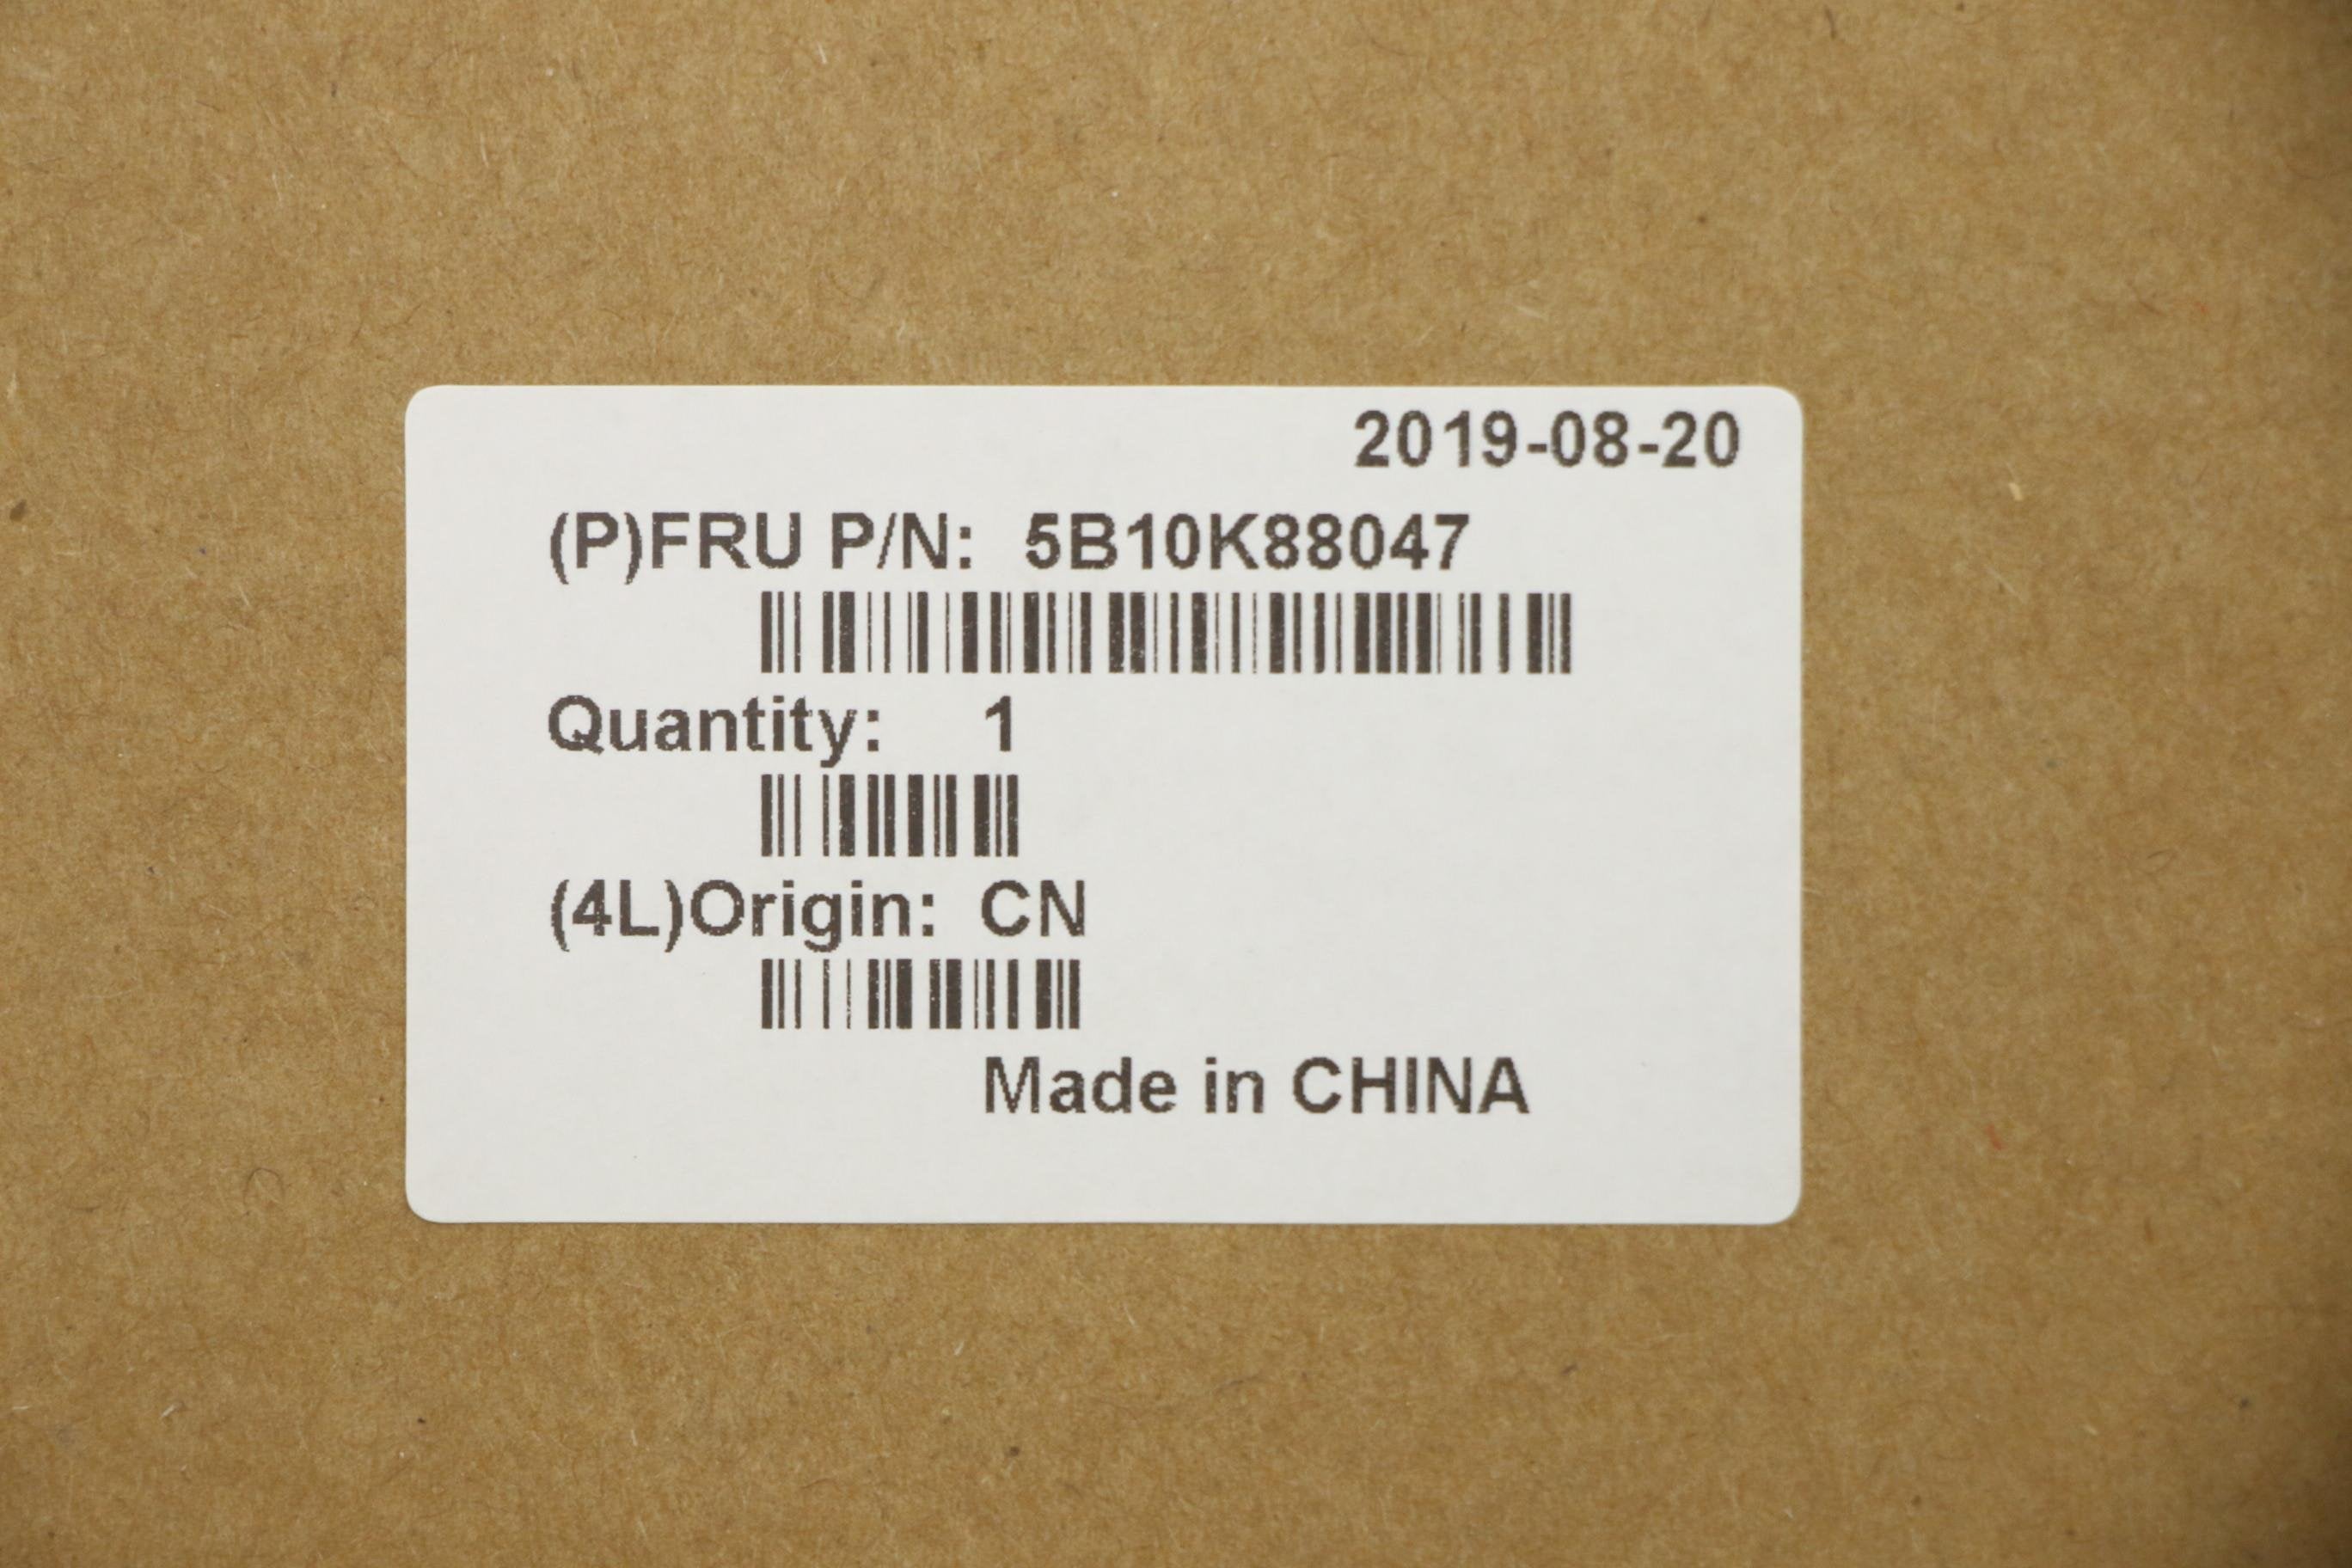 2019-08-20
(P)FRU P/N: 5B10K88047
Quantity: 1
(4L)Origin: CN
Made in CHINA